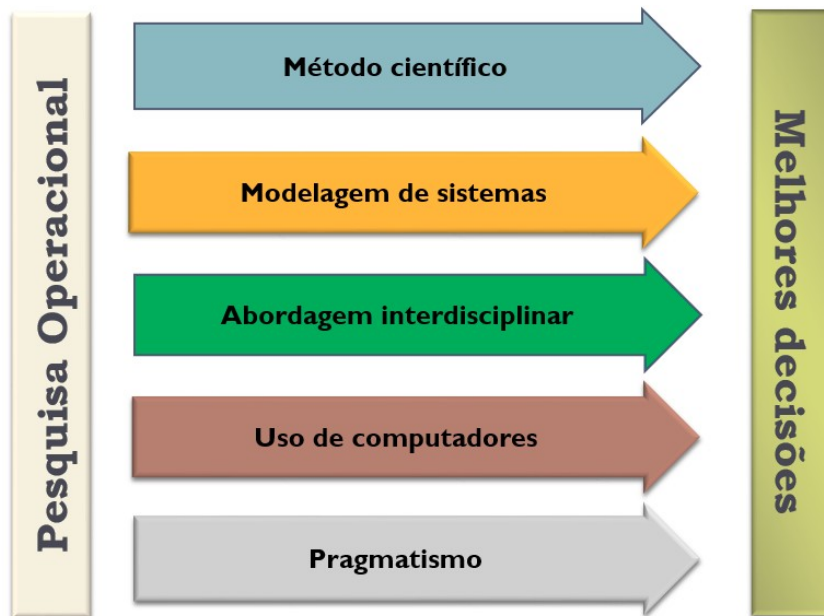 Pesquisa Operacional
Método científico
Modelagem de sistemas
Abordagem interdisciplinar
Uso de computadores
Pragmatismo
Melhores decisões